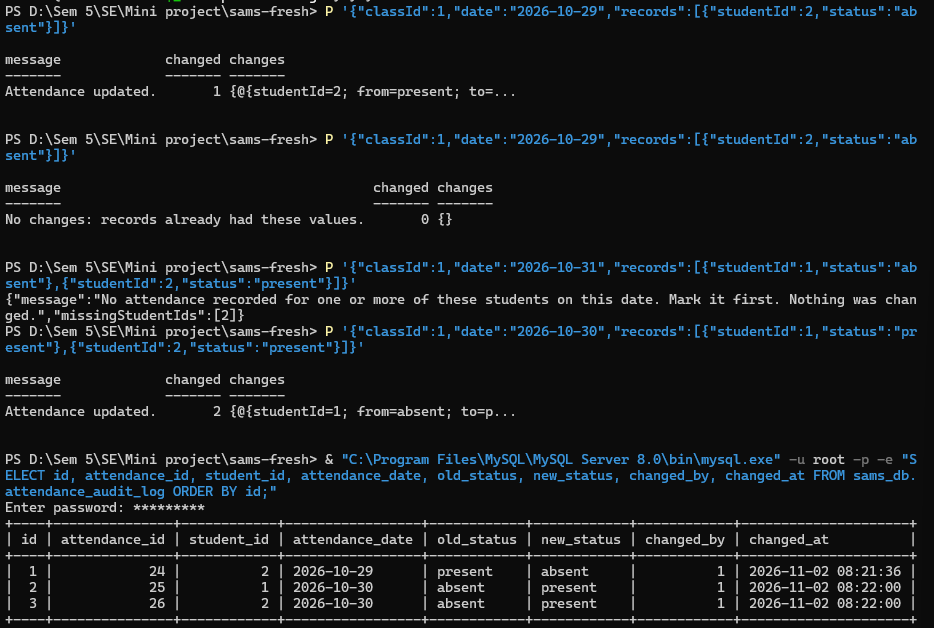 PS D:\Sem 5\SE\Mini project\sams-fresh> P '{"classId":1,"date":"2026-10-29","records":[{"studentId":2,"status":"ab
sent"}]}'
message changed changes
------- ------- -------
Attendance updated. 1 {@{studentId=2; from=present; to=...
PS D:\Sem 5\SE\Mini project\sams-fresh> P '{"classId":1,"date":"2026-10-29","records":[{"studentId":2,"status":"ab
sent"}]}'
message changed changes
------- ------- -------
No changes: records already had these values. 0 {}
PS D:\Sem 5\SE\Mini project\sams-fresh> P '{"classId":1,"date":"2026-10-31","records":[{"studentId":1,"status":"ab
sent"},{"studentId":2,"status":"present"}]}'
{"message":"No attendance recorded for one or more of these students on this date. Mark it first. Nothing was chan
ged.","missingStudentIds":[2]}
PS D:\Sem 5\SE\Mini project\sams-fresh> P '{"classId":1,"date":"2026-10-30","records":[{"studentId":1,"status":"pr
esent"},{"studentId":2,"status":"present"}]}'
message changed changes
------- ------- -------
Attendance updated. 2 {@{studentId=1; from=absent; to=p...
PS D:\Sem 5\SE\Mini project\sams-fresh> & "C:\Program Files\MySQL\MySQL Server 8.0\bin\mysql.exe" -u root -p -e "S
ELECT id, attendance_id, student_id, attendance_date, old_status, new_status, changed_by, changed_at FROM sams_db.
attendance_audit_log ORDER BY id;"
Enter password: *********
+----+---------------+------------+-----------------+------------+------------+------------+---------------------+
| id | attendance_id | student_id | attendance_date | old_status | new_status | changed_by | changed_at |
+----+---------------+------------+-----------------+------------+------------+------------+---------------------+
| 1 | 24 | 2 | 2026-10-29 | present | absent | 1 | 2026-11-02 08:21:36 |
| 2 | 25 | 1 | 2026-10-30 | absent | present | 1 | 2026-11-02 08:22:00 |
| 3 | 26 | 2 | 2026-10-30 | absent | present | 1 | 2026-11-02 08:22:00 |
+----+---------------+------------+-----------------+------------+------------+------------+---------------------+